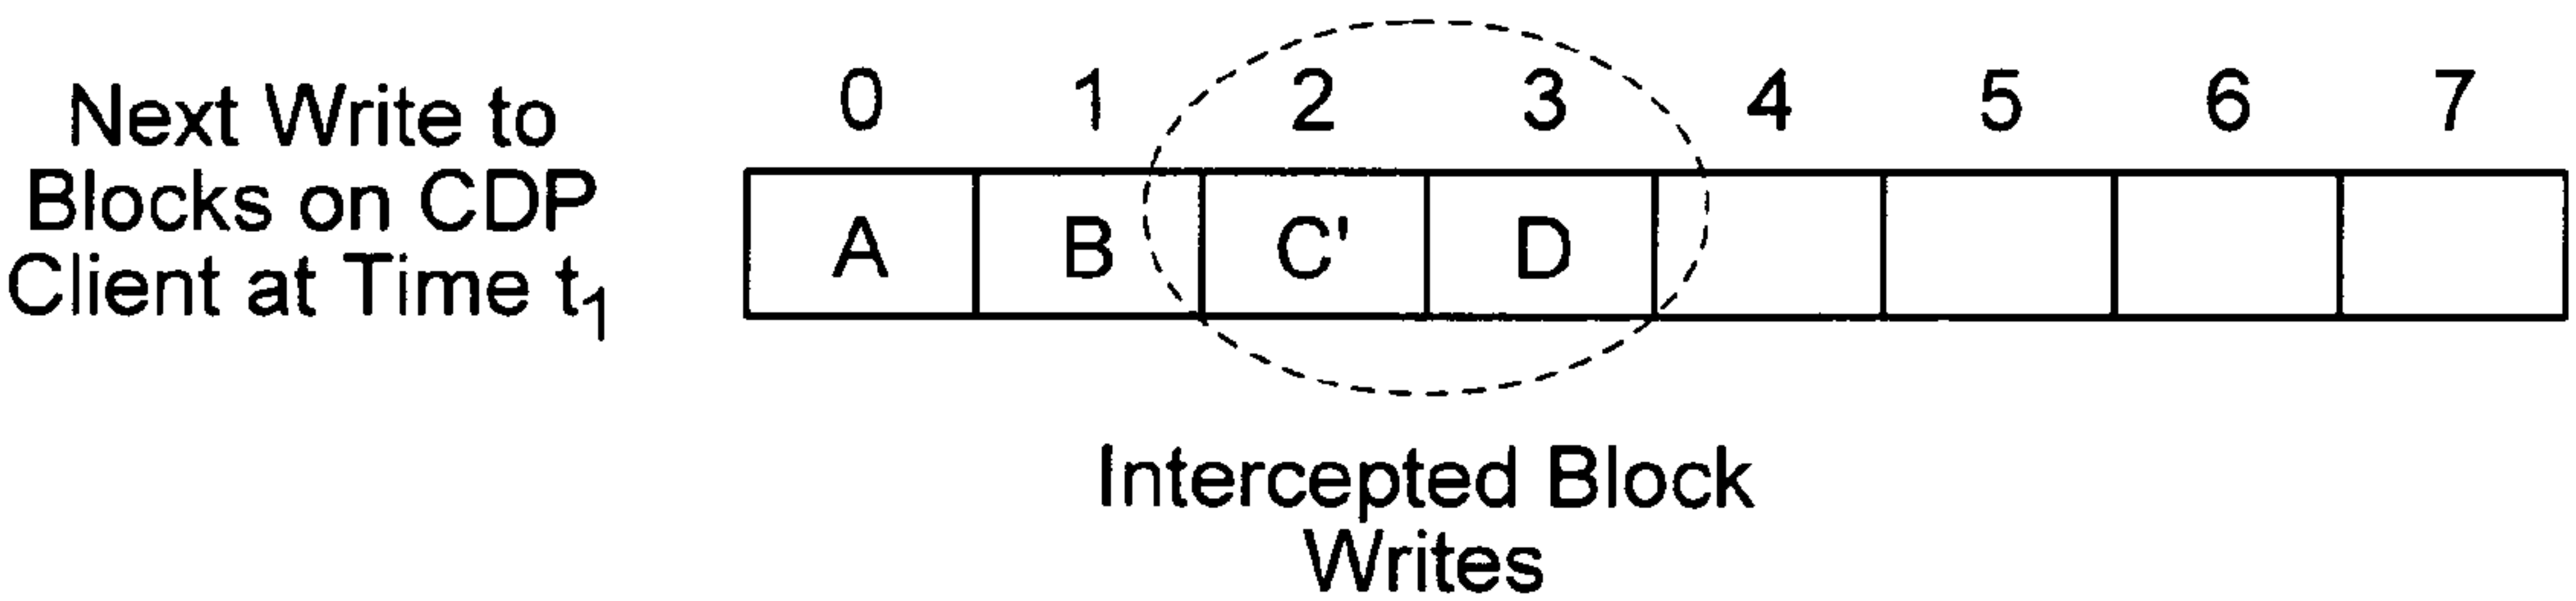 Next Write to
Blocks on CDP
Client at Time t1
0 1 2 3 4 5 6 7
A B C' D
Intercepted Block
Writes